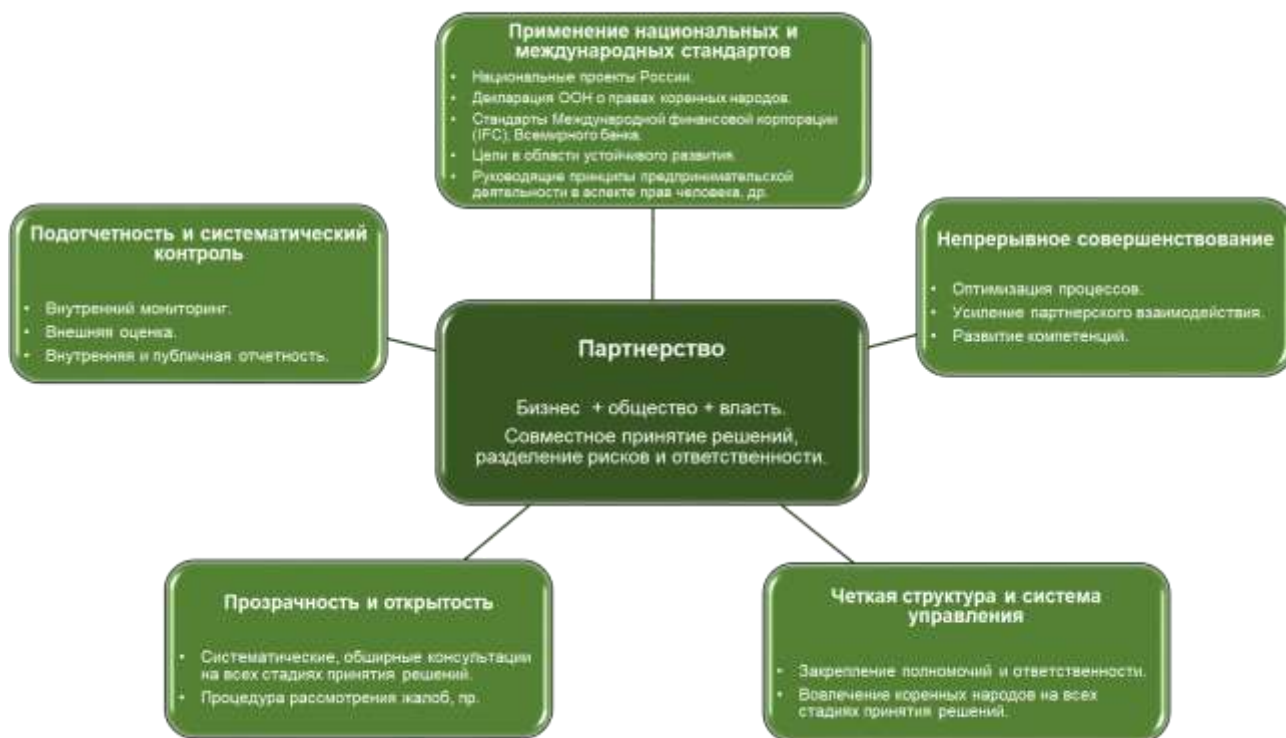 Применение национальных и
международных стандартов
• Национальные проекты России.
• Декларация ООН о правах коренных народов.
• Стандарты Международной финансовой корпорации
(IFC), Всемирного банка.
• Цели в области устойчивого развития.
• Руководящие принципы предпринимательской
деятельности в аспекте прав человека, др.
Подотчетность и систематический
контроль
• Внутренний мониторинг.
• Внешняя оценка.
• Внутренняя и публичная отчетность.
Непрерывное совершенствование
• Оптимизация процессов.
• Усиление партнерского взаимодействия.
• Развитие компетенций.
Партнерство
Бизнес + общество + власть.
Совместное принятие решений,
разделение рисков и ответственности.
Прозрачность и открытость
• Систематические, обширные консультации
на всех стадиях принятия решений.
• Процедура рассмотрения жалоб, пр.
Четкая структура и система
управления
• Закрепление полномочий и ответственности.
• Вовлечение коренных народов на всех
стадиях принятия решений.